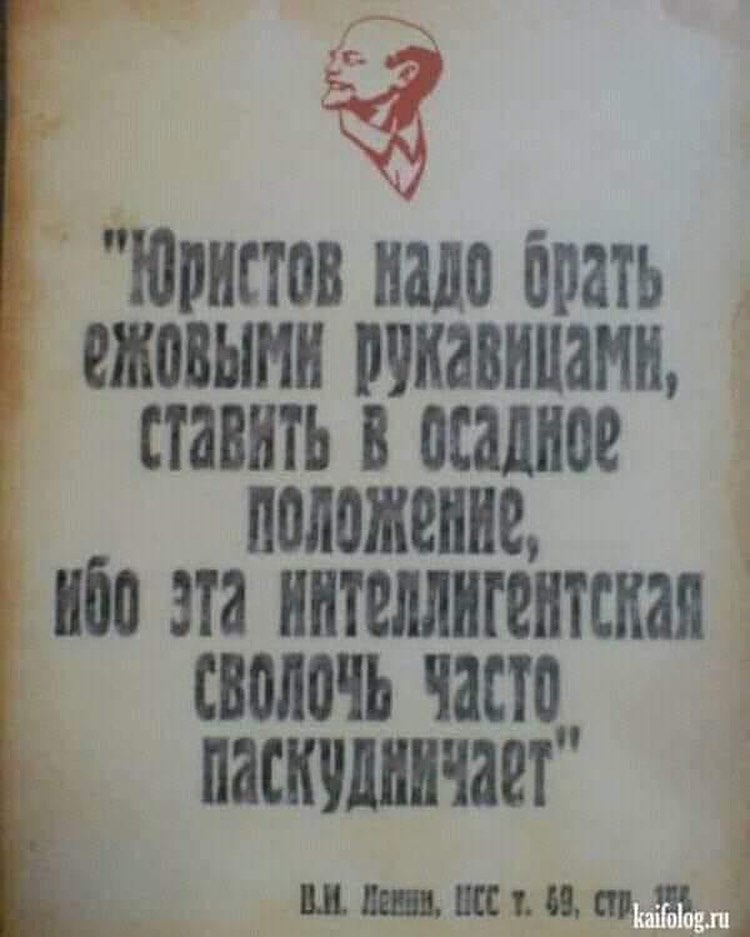 "Юристов надо брать
ежовыми рукавицами,
ставить в осадное
положение,
ибо эта интеллигентская
сволочь часто
паскудничает"
В.И. Ленин, ПСС т. 49, стр.
kaifolog.ru